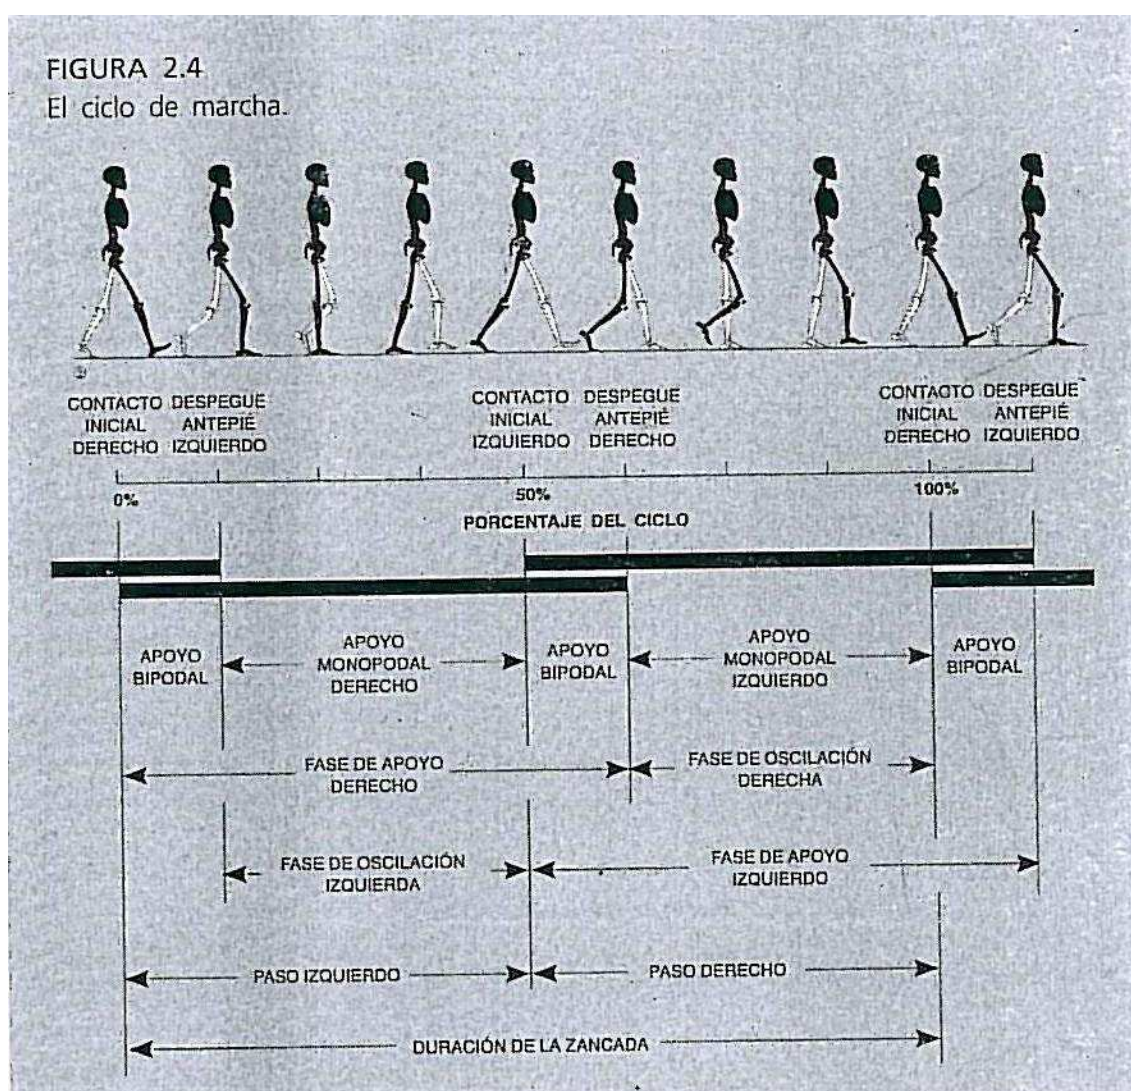 FIGURA 2.4
El ciclo de marcha.
CONTACTO INICIAL DERECHO
DESPEGUE ANTEPIÉ IZQUIERDO
CONTACTO INICIAL IZQUIERDO
DESPEGUE ANTEPIÉ DERECHO
CONTACTO INICIAL DERECHO
DESPEGUE ANTEPIÉ IZQUIERDO
0%
50%
100%
PORCENTAJE DEL CICLO
APOYO
BIPODAL
APOYO
MONOPODAL
DERECHO
APOYO
BIPODAL
APOYO
MONOPODAL
IZQUIERDO
APOYO
BIPODAL
FASE DE APOYO
DERECHO
FASE DE OSCILACIÓN
DERECHA
FASE DE OSCILACIÓN
IZQUIERDA
FASE DE APOYO
IZQUIERDO
PASO IZQUIERDO
PASO DERECHO
DURACIÓN DE LA ZANCADA